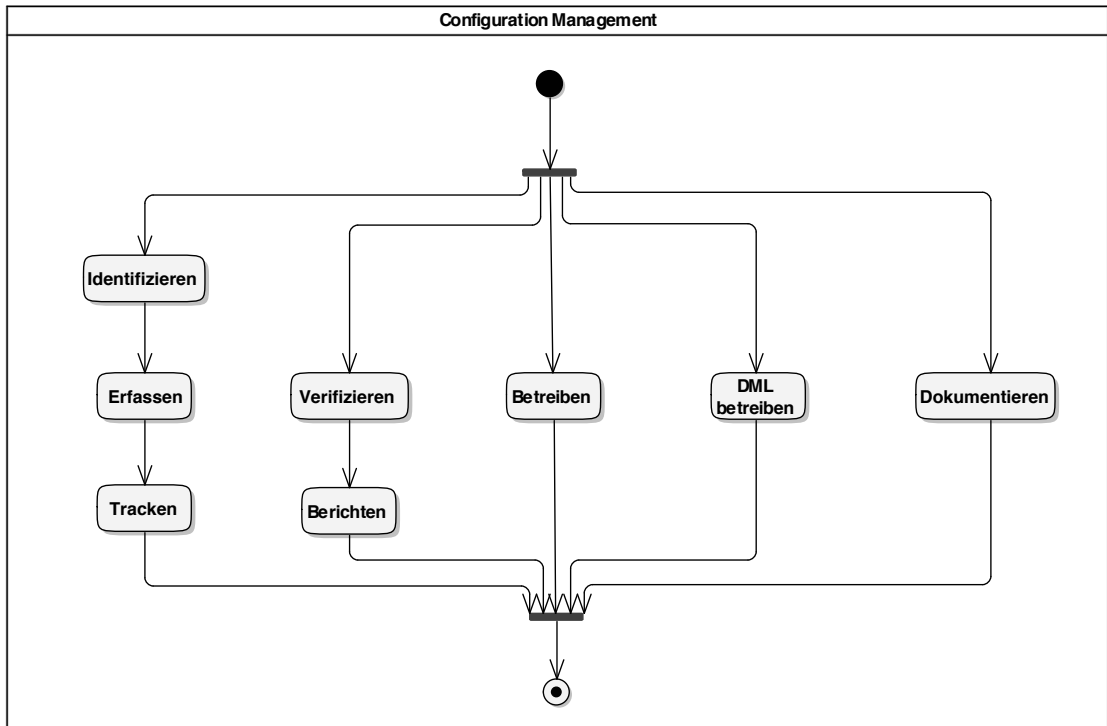 Configuration Management
Identifizieren
Erfassen
Verifizieren
Betreiben
DML
betreiben
Dokumentieren
Tracken
Berichten